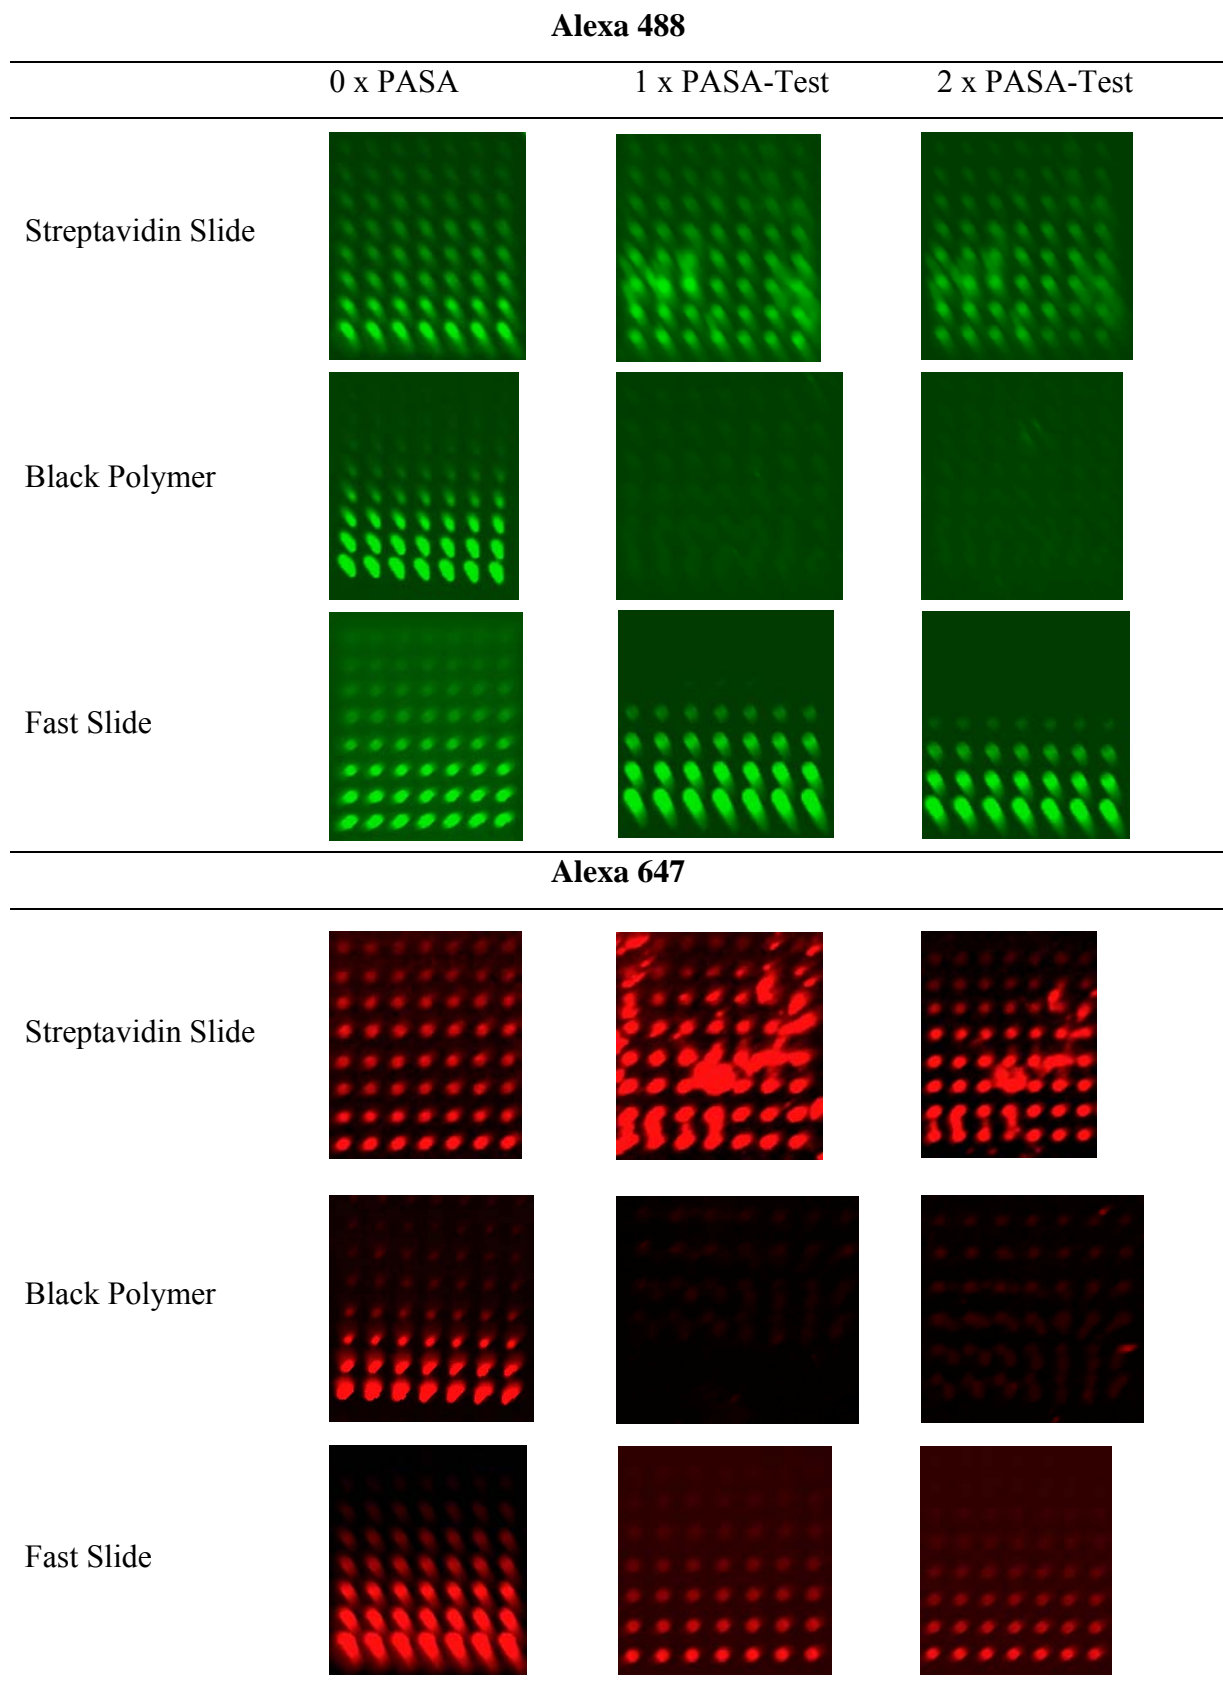 Alexa 488
0 x PASA 1 x PASA-Test 2 x PASA-Test
Streptavidin Slide
Black Polymer
Fast Slide
Alexa 647
Streptavidin Slide
Black Polymer
Fast Slide